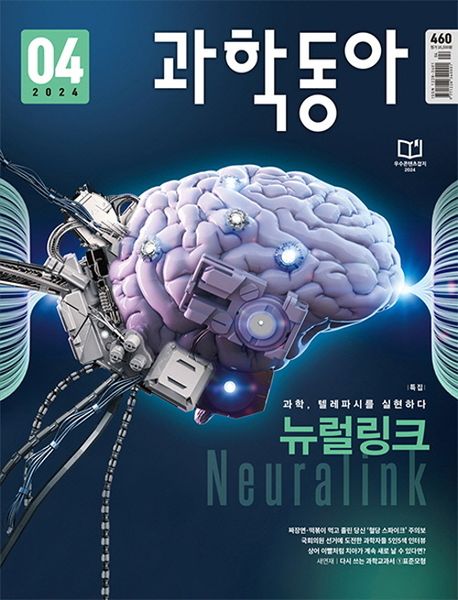 04
2024
과학동아
460
우수콘텐츠잡지
2024
|특집|
과학, 텔레파시를 실현하다
뉴럴링크
Neuralink
짜장면·떡볶이 먹고 졸린 당신 '혈당 스파이크' 주의보
국회의원 선거에 도전한 과학자들 5인5색 인터뷰
상어 이빨처럼 치아가 계속 새로 날 수 있다면?
새연재 | 다시 쓰는 과학교과서 ① 표준모형